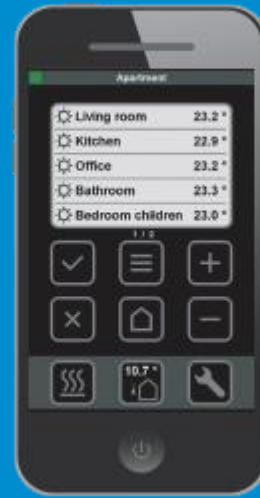 Apartment
Living room 23.2 °
Kitchen 22.9 °
Office 23.2 °
Bathroom 23.3 °
Bedroom children 23.0 °
1 / 2
10.7 °